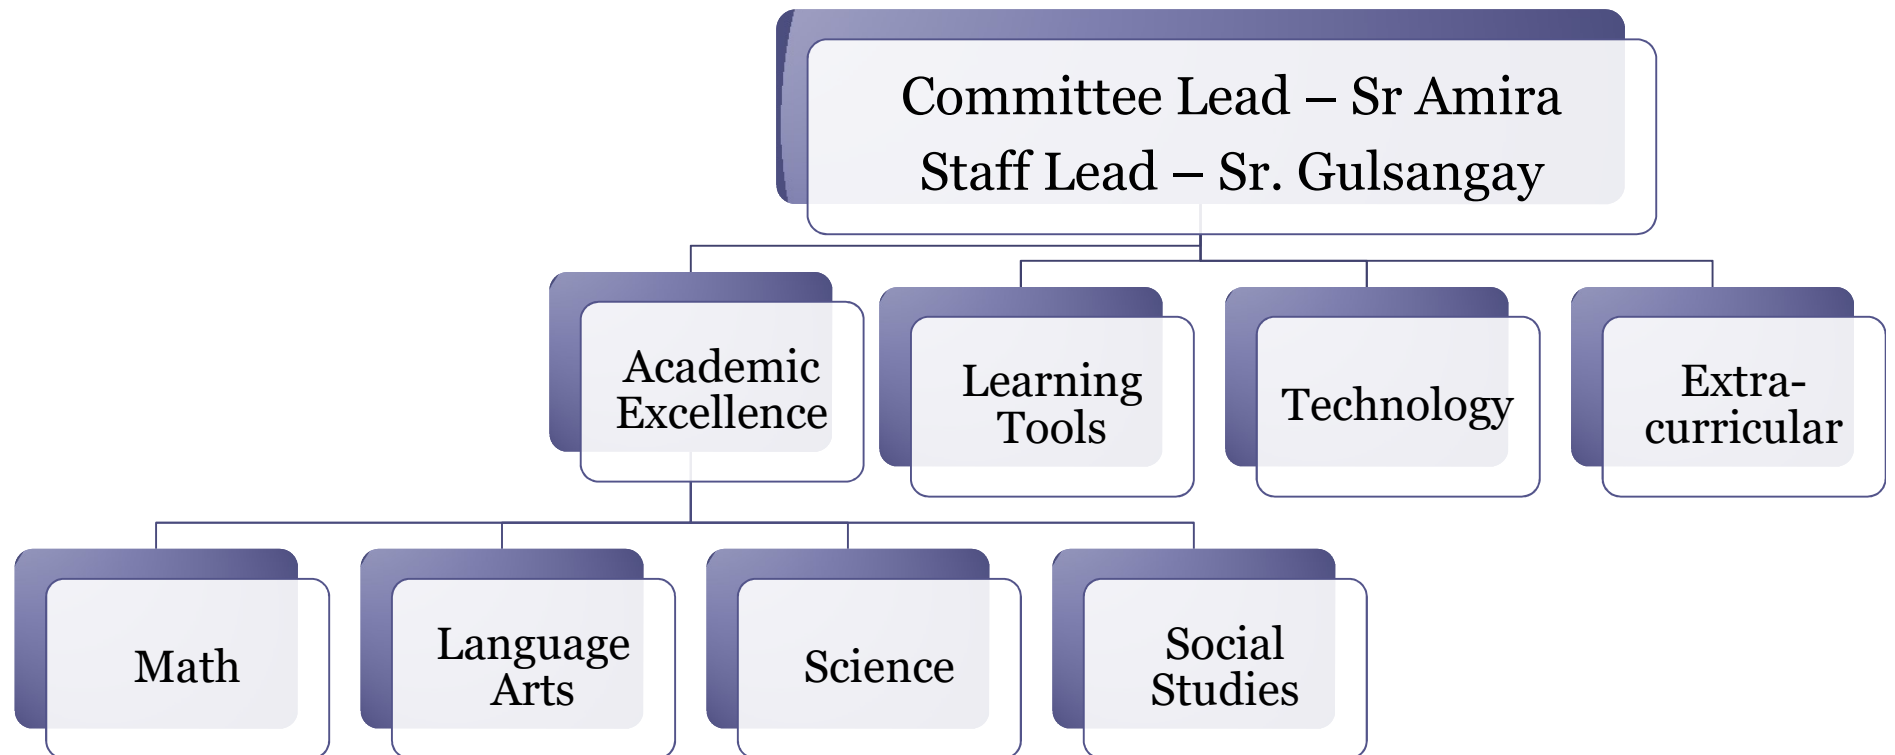 Committee Lead – Sr Amira
Staff Lead – Sr. Gulsangay
Academic
Excellence
Learning
Tools
Technology
Extra-
curricular
Math
Language
Arts
Science
Social
Studies